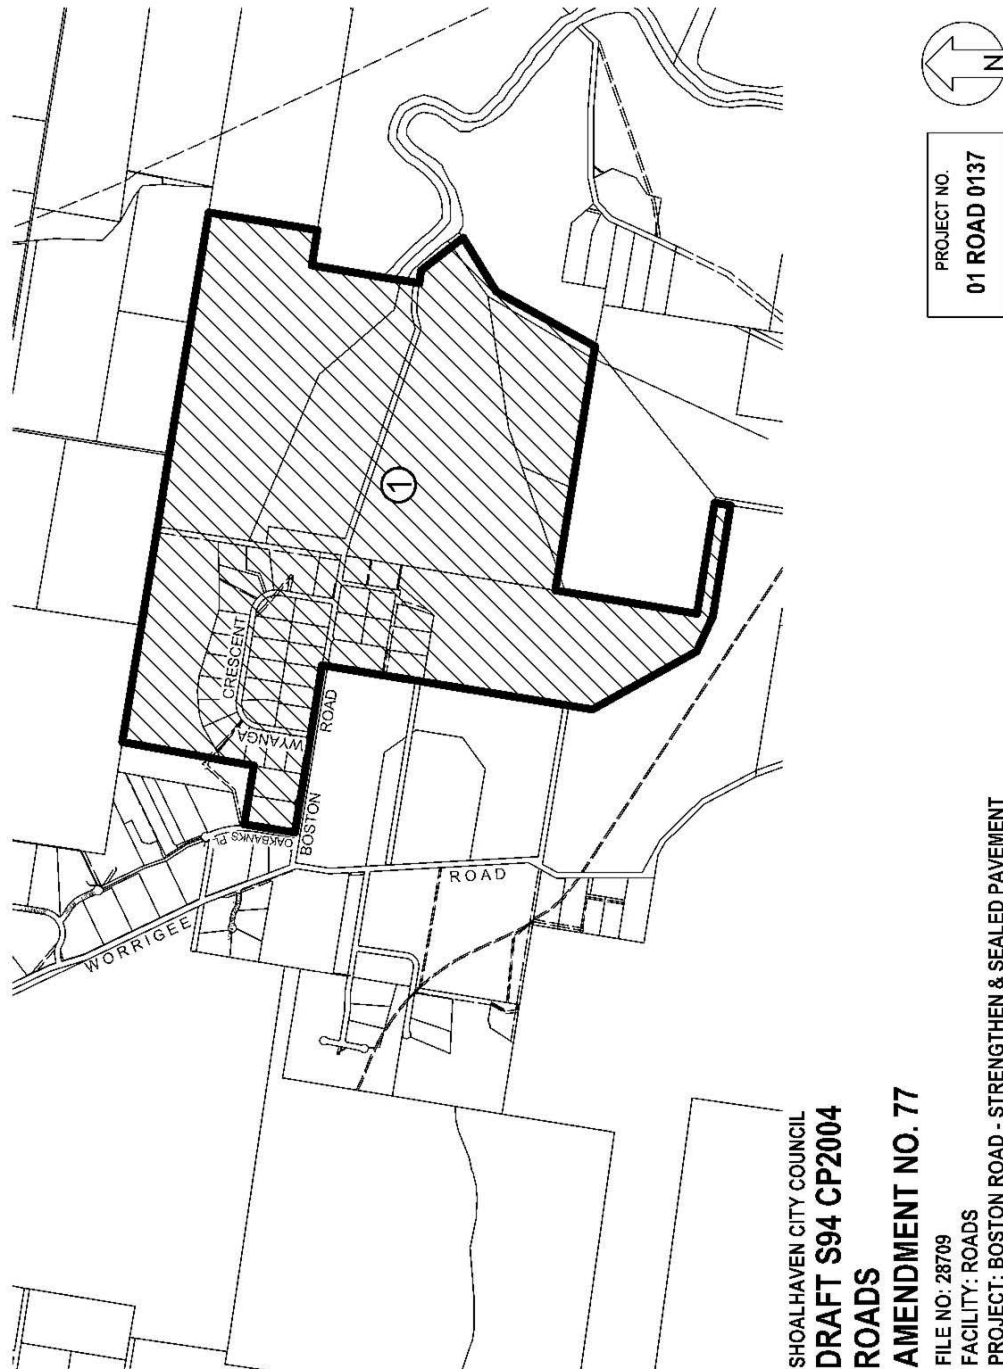 WORRIGEE
OAKBANKS PL
BOSTON
ROAD
WYANGA
CRESCENT
ROAD
1
SHOALHAVEN CITY COUNCIL
DRAFT S94 CP2004
ROADS
AMENDMENT NO. 77
FILE NO: 28709
FACILITY: ROADS
PROJECT: BOSTON ROAD - STRENGTHEN & SEALED PAVEMENT
PROJECT NO.
01 ROAD 0137
N